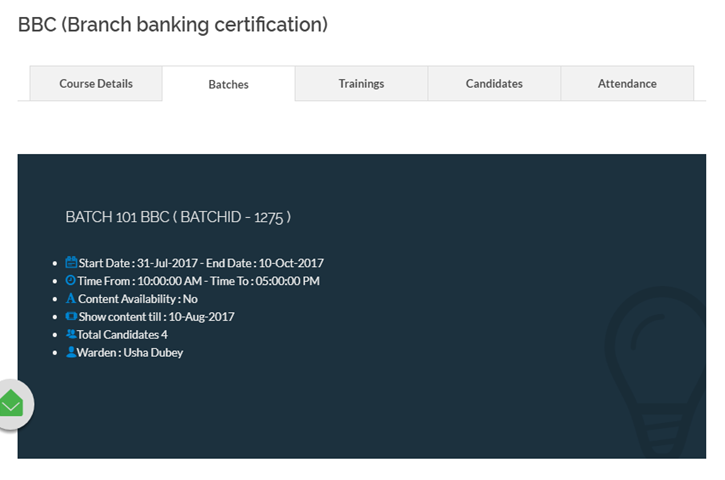 BBC (Branch banking certification)
Course Details
Batches
Trainings
Candidates
Attendance
BATCH 101 BBC ( BATCHID - 1275 )
Start Date : 31-Jul-2017 - End Date : 10-Oct-2017
Time From : 10:00:00 AM - Time To : 05:00:00 PM
Content Availability : No
Show content till : 10-Aug-2017
Total Candidates 4
Warden : Usha Dubey